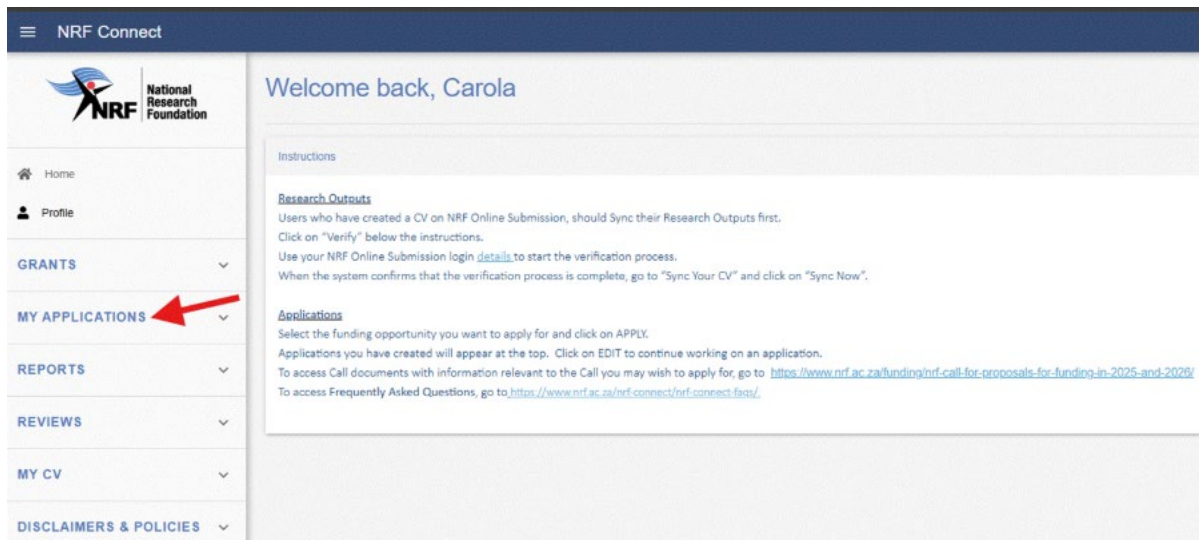 NRF Connect
NRF
National
Research
Foundation
Home
Profile
GRANTS
MY APPLICATIONS
REPORTS
REVIEWS
MY CV
DISCLAIMERS & POLICIES
Welcome back, Carola
Instructions
Research Outputs
Users who have created a CV on NRF Online Submission, should Sync their Research Outputs first.
Click on "Verify" below the instructions.
Use your NRF Online Submission login details to start the verification process.
When the system confirms that the verification process is complete, go to "Sync Your CV" and click on "Sync Now".
Applications
Select the funding opportunity you want to apply for and click on APPLY.
Applications you have created will appear at the top. Click on EDIT to continue working on an application.
To access Call documents with information relevant to the Call you may wish to apply for, go to https://www.nrf.ac.za/funding/nrf-call-for-proposals-for-funding-in-2025-and-2026/
To access Frequently Asked Questions, go to https://www.nrf.ac.za/nrf-connect/nrf-connect-faqs/.